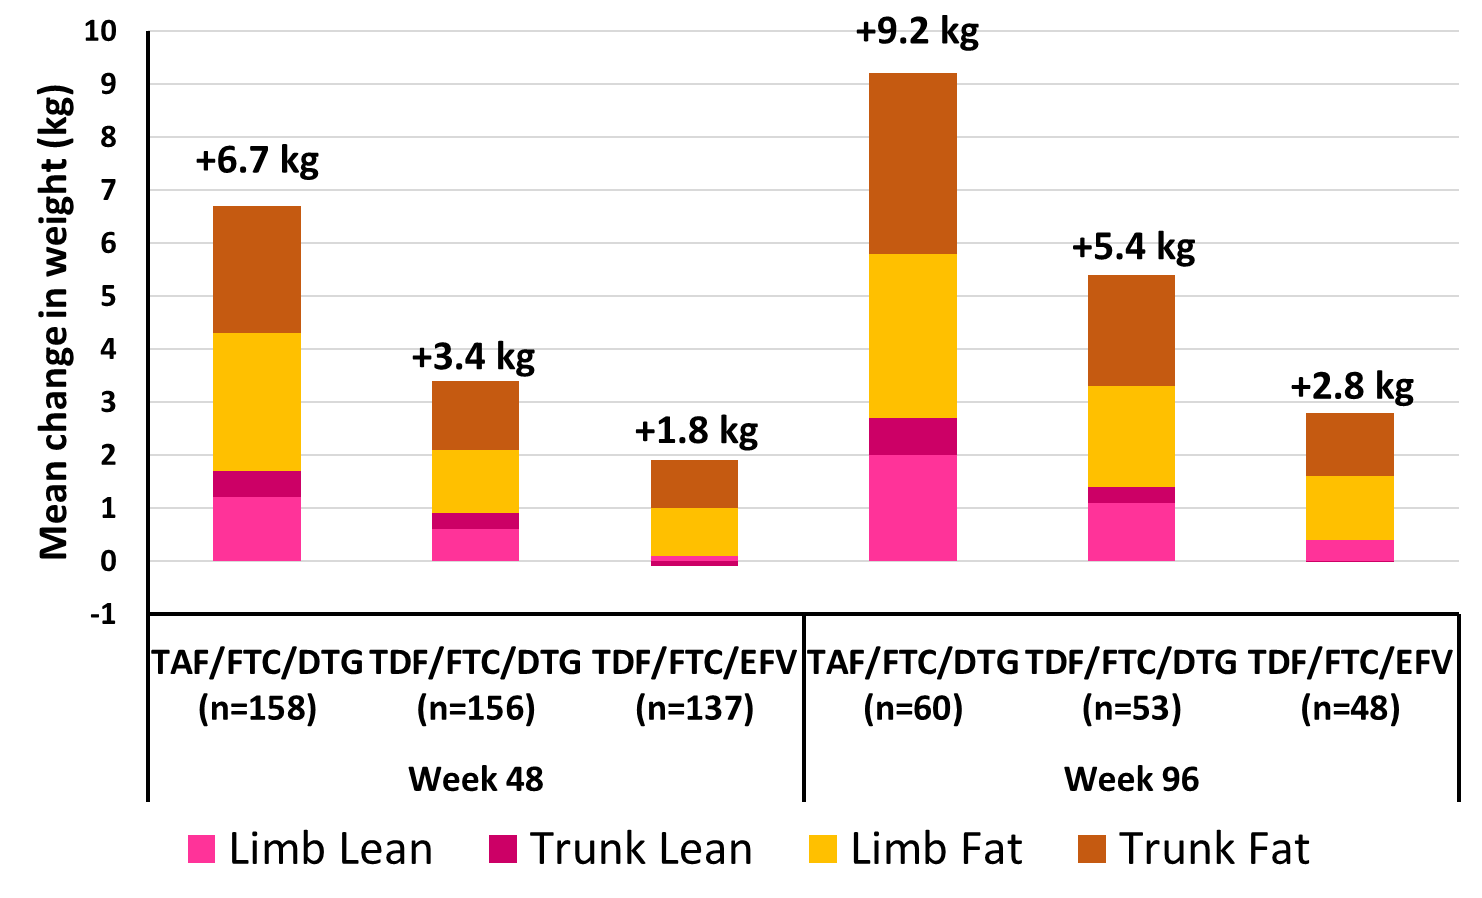 10
9
8
7
6
5
4
3
2
1
0
-1
Mean change in weight (kg)
+6.7 kg
+3.4 kg
+1.8 kg
+9.2 kg
+5.4 kg
+2.8 kg
TAF/FTC/DTG TDF/FTC/DTG TDF/FTC/EFV TAF/FTC/DTG TDF/FTC/DTG TDF/FTC/EFV
(n=158) (n=156) (n=137) (n=60) (n=53) (n=48)
Week 48 Week 96
Limb Lean Trunk Lean Limb Fat Trunk Fat